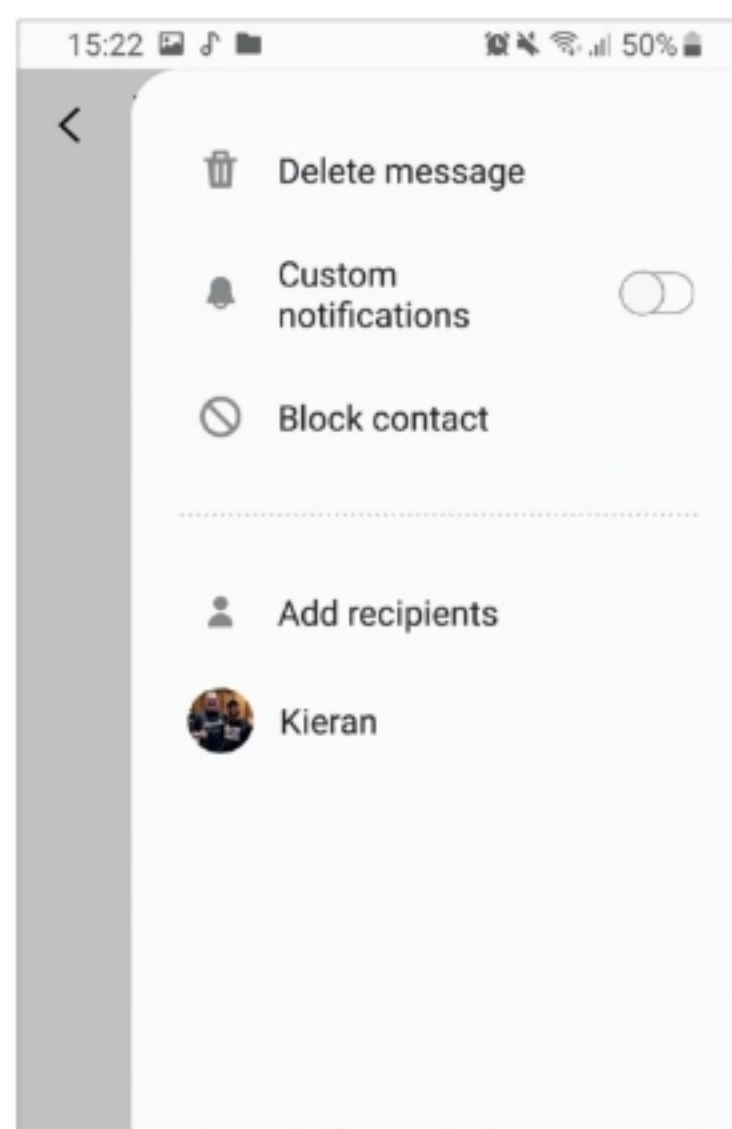 15:22 50%
Delete message
Custom
notifications
Block contact
Add recipients
Kieran